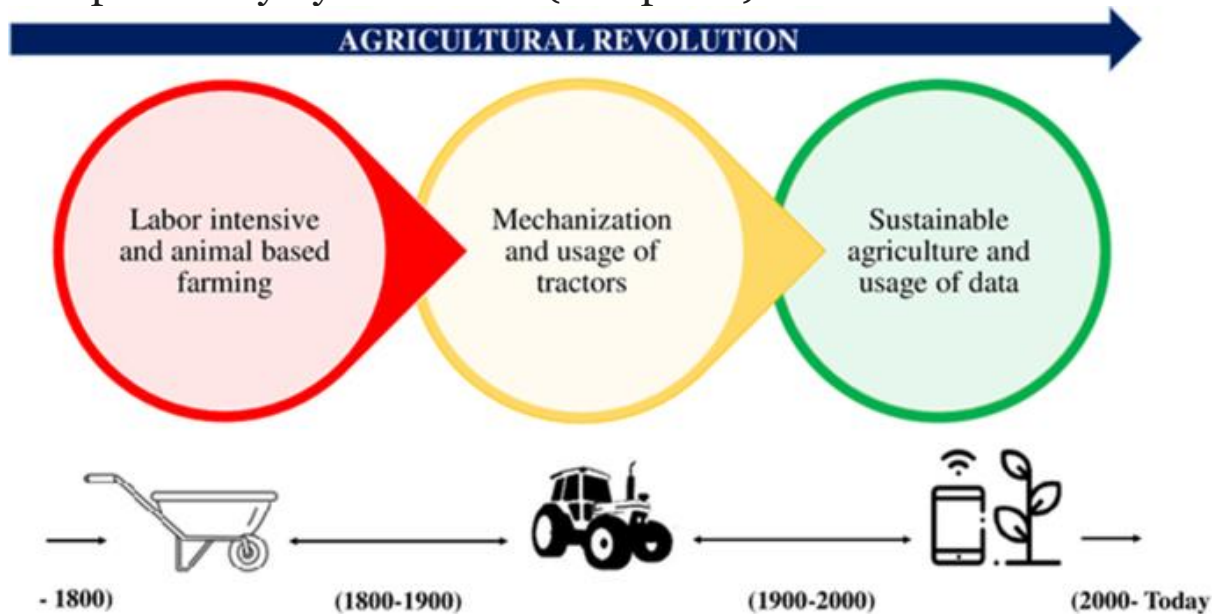 AGRICULTURAL REVOLUTION
Labor intensive
and animal based
farming
Mechanization
and usage of
tractors
Sustainable
agriculture and
usage of data
- 1800)
(1800-1900)
(1900-2000)
(2000- Today